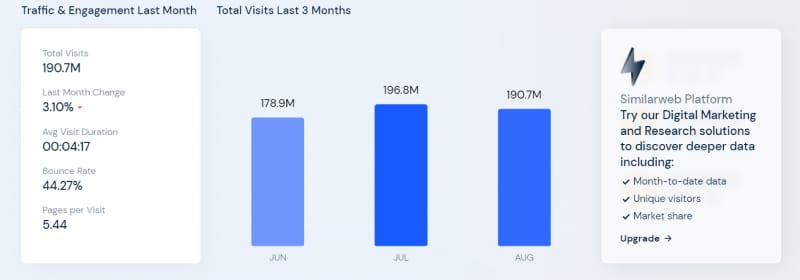 Traffic & Engagement Last Month
Total Visits Last 3 Months
Total Visits
190.7M
Last Month Change
3.10%
Avg Visit Duration
00:04:17
Bounce Rate
44.27%
Pages per Visit
5.44
178.9M
196.8M
190.7M
JUN
JUL
AUG
Similarweb Platform
Try our Digital Marketing
and Research solutions
to discover deeper data
including:
Month-to-date data
Unique visitors
Market share
Upgrade →